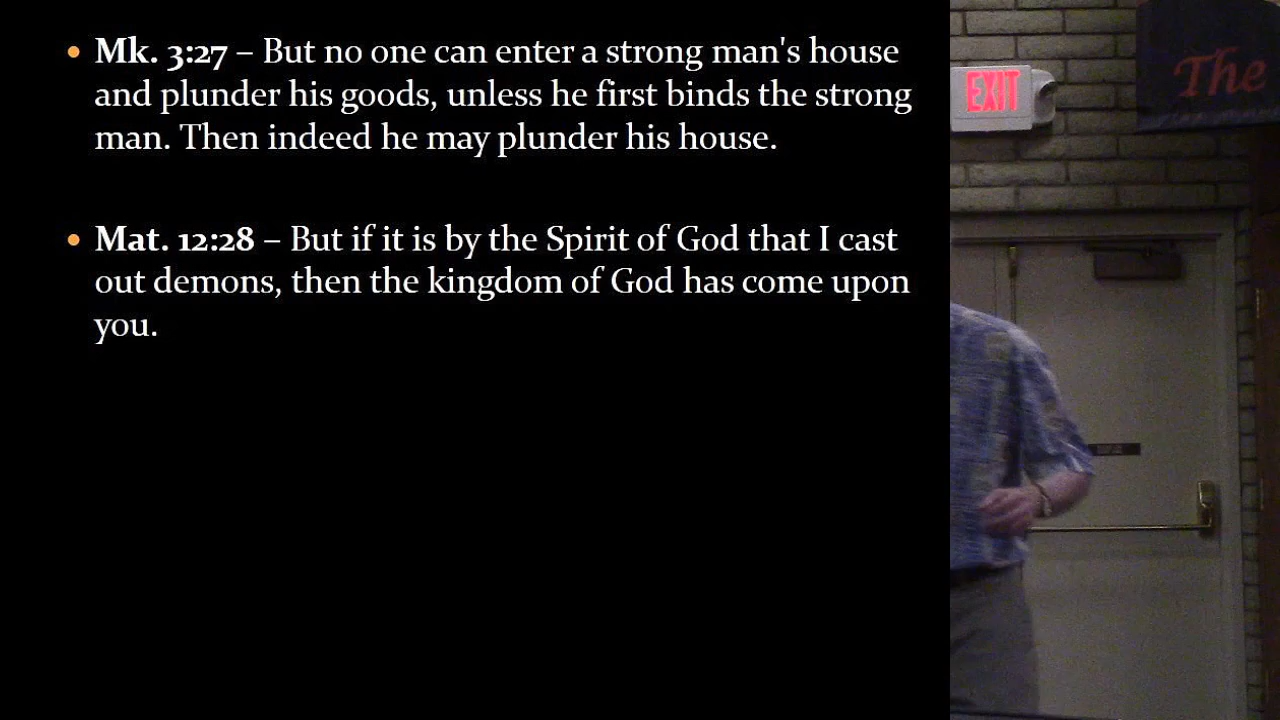 Mk. 3:27 – But no one can enter a strong man's house
and plunder his goods, unless he first binds the strong
man. Then indeed he may plunder his house.
Mat. 12:28 – But if it is by the Spirit of God that I cast
out demons, then the kingdom of God has come upon
you.
EXIT
The